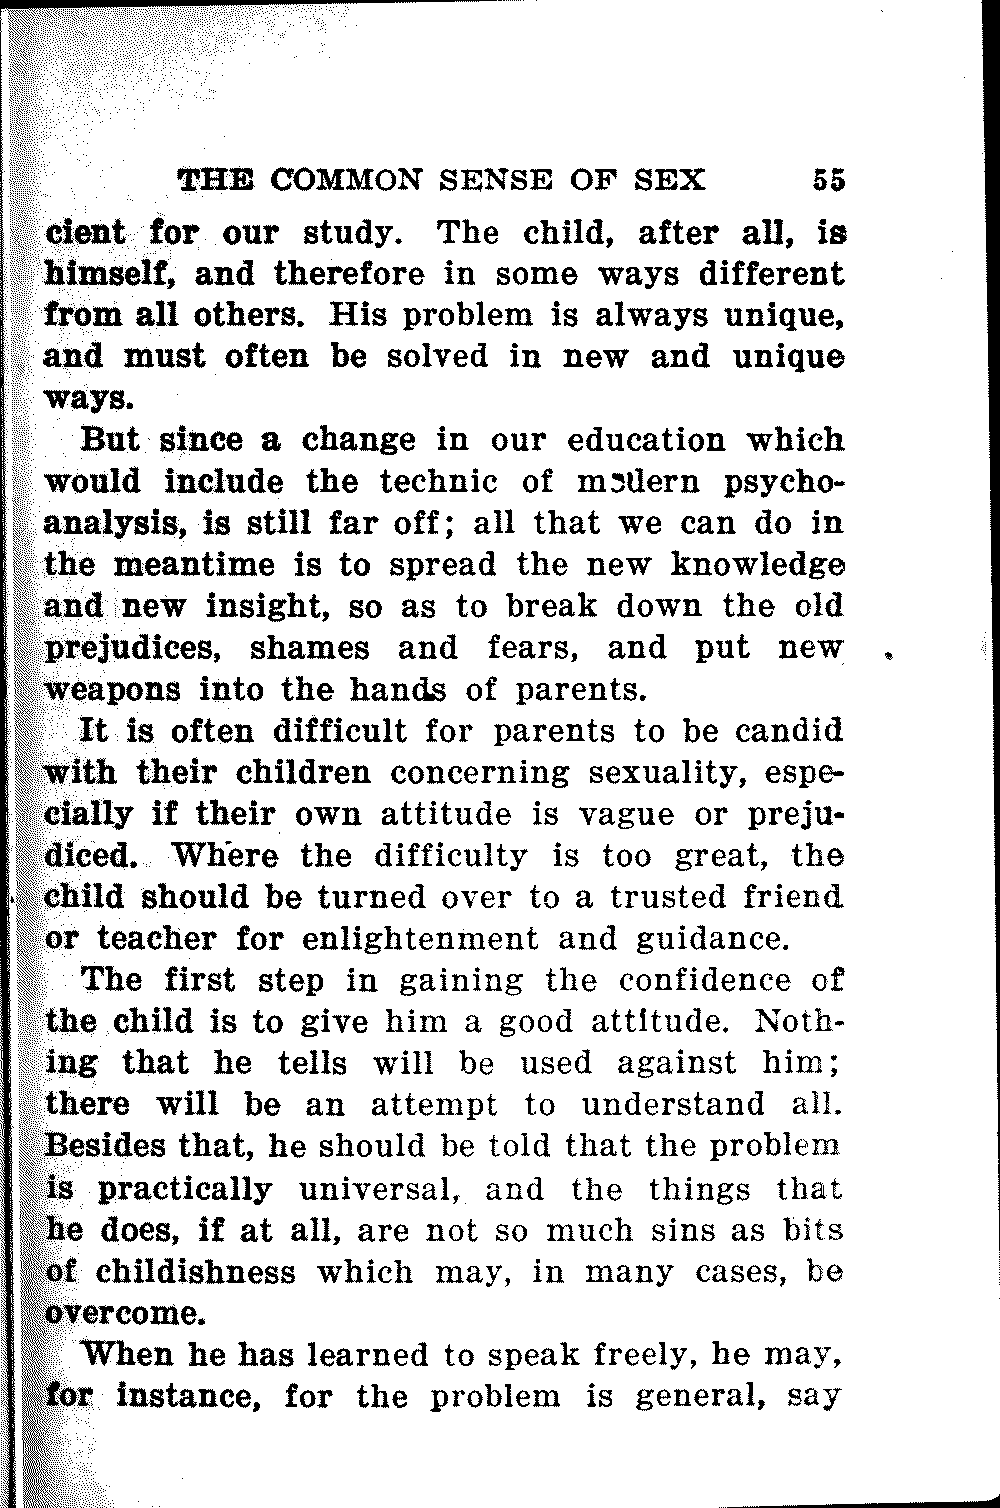 THE COMMON SENSE OF SEX 55
cient for our study. The child, after all, is
himself, and therefore in some ways different
from all others. His problem is always unique,
and must often be solved in new and unique
ways.
But since a change in our education which
would include the technic of modern psycho-
analysis, is still far off; all that we can do in
the meantime is to spread the new knowledge
and new insight, so as to break down the old
prejudices, shames and fears, and put new
weapons into the hands of parents.
It is often difficult for parents to be candid
with their children concerning sexuality, espe-
cially if their own attitude is vague or preju-
diced. Where the difficulty is too great, the
child should be turned over to a trusted friend
or teacher for enlightenment and guidance.
The first step in gaining the confidence of
the child is to give him a good attitude. Noth-
ing that he tells will be used against him;
there will be an attempt to understand all.
Besides that, he should be told that the problem
is practically universal, and the things that
he does, if at all, are not so much sins as bits
of childishness which may, in many cases, be
overcome.
When he has learned to speak freely, he may,
for instance, for the problem is general, say